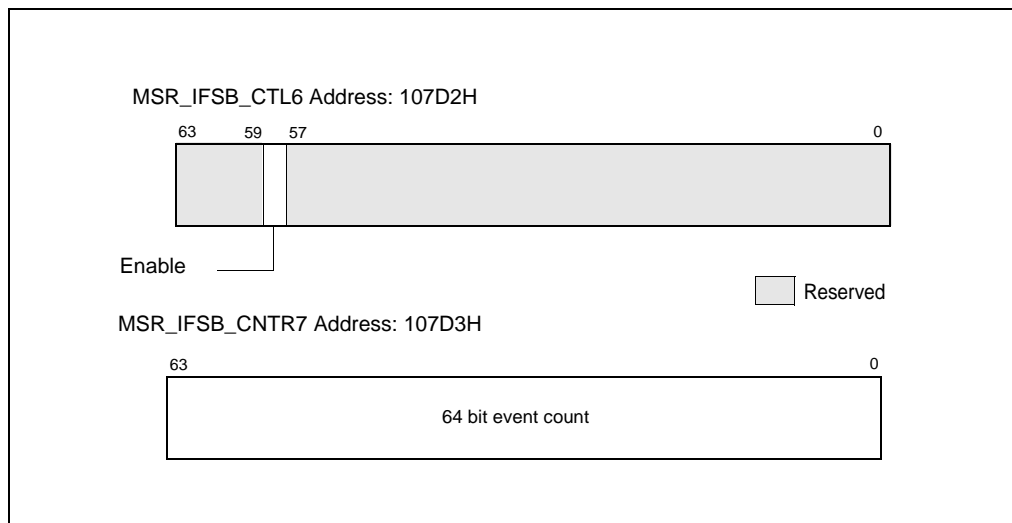 MSR_IFSB_CTL6 Address: 107D2H
63 59 57 0
Enable
Reserved
MSR_IFSB_CNTR7 Address: 107D3H
63 0
64 bit event count